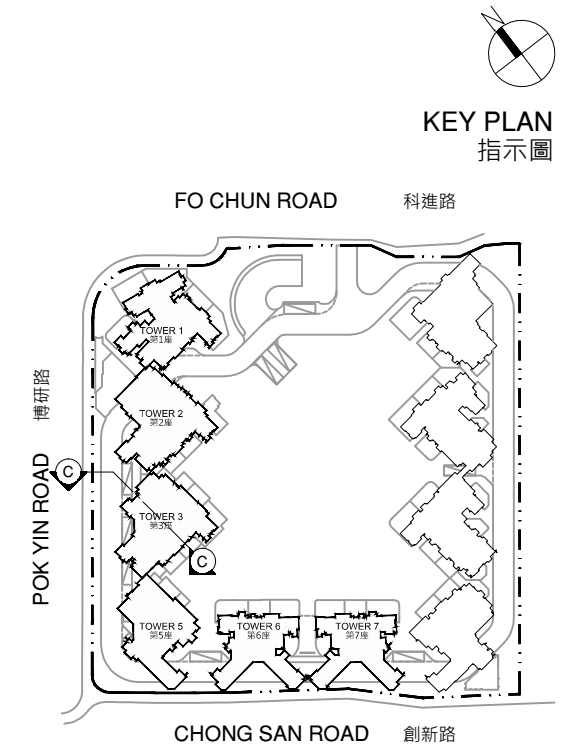 KEY PLAN
指示圖
FO CHUN ROAD 科進路
TOWER 1
第1座
TOWER 2
第2座
博研路
POK YIN ROAD
C
TOWER 3
第3座
C
TOWER 5
第5座
TOWER 6
第6座
TOWER 7
第7座
CHONG SAN ROAD 創新路